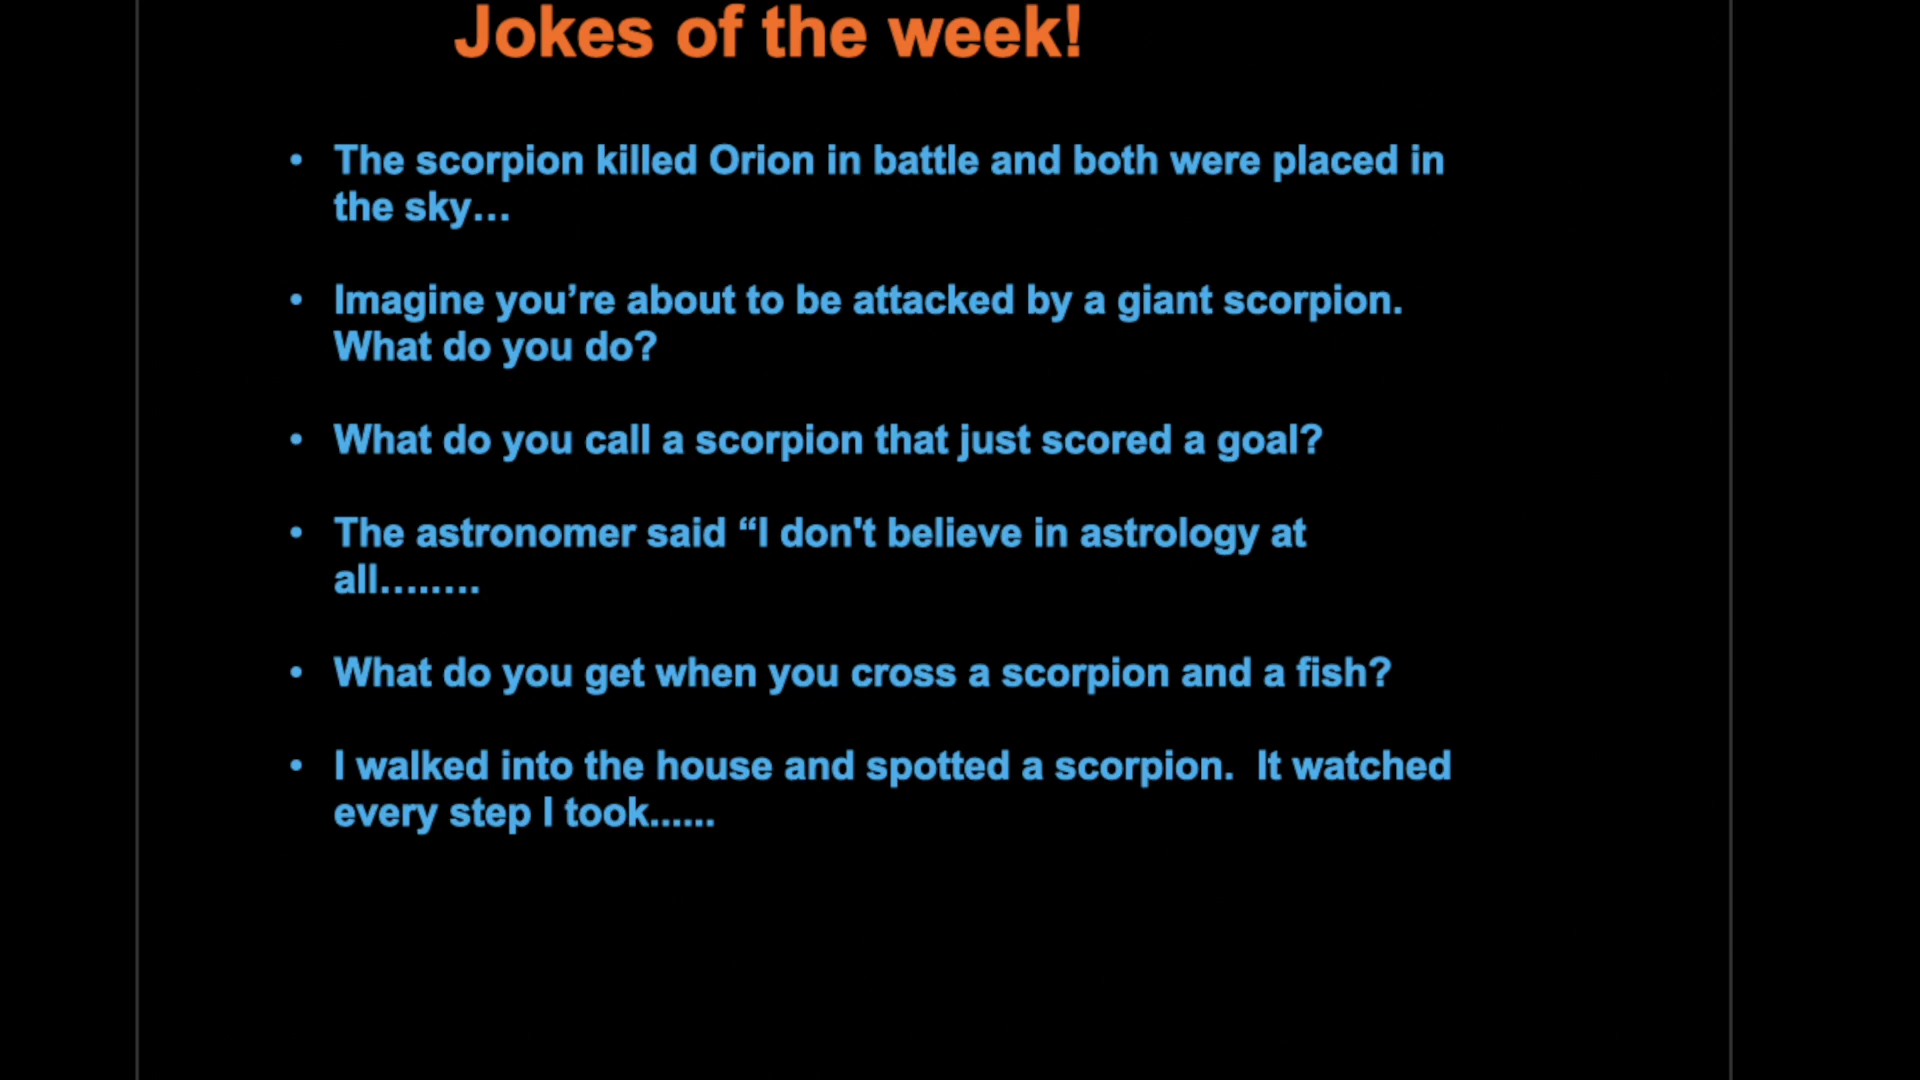 Jokes of the week!
• The scorpion killed Orion in battle and both were placed in
the sky…
• Imagine you’re about to be attacked by a giant scorpion.
What do you do?
• What do you call a scorpion that just scored a goal?
• The astronomer said “I don't believe in astrology at
all........
• What do you get when you cross a scorpion and a fish?
• I walked into the house and spotted a scorpion.  It watched
every step I took......